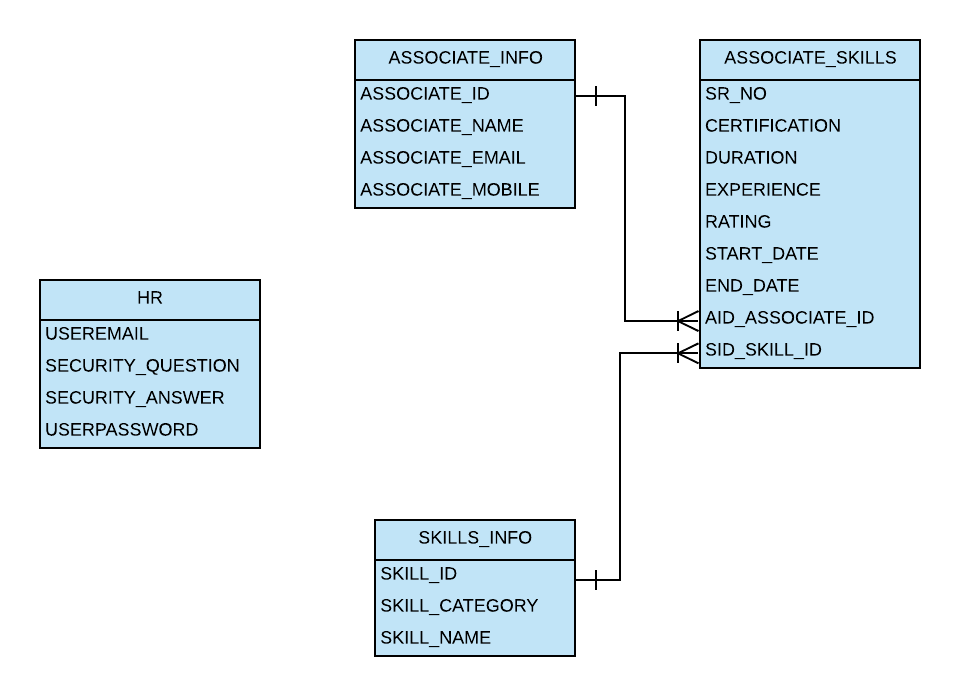 ASSOCIATE_INFO
ASSOCIATE_ID
ASSOCIATE_NAME
ASSOCIATE_EMAIL
ASSOCIATE_MOBILE
ASSOCIATE_SKILLS
SR_NO
CERTIFICATION
DURATION
EXPERIENCE
RATING
START_DATE
END_DATE
AID_ASSOCIATE_ID
SID_SKILL_ID
HR
USEREMAIL
SECURITY_QUESTION
SECURITY_ANSWER
USERPASSWORD
SKILLS_INFO
SKILL_ID
SKILL_CATEGORY
SKILL_NAME